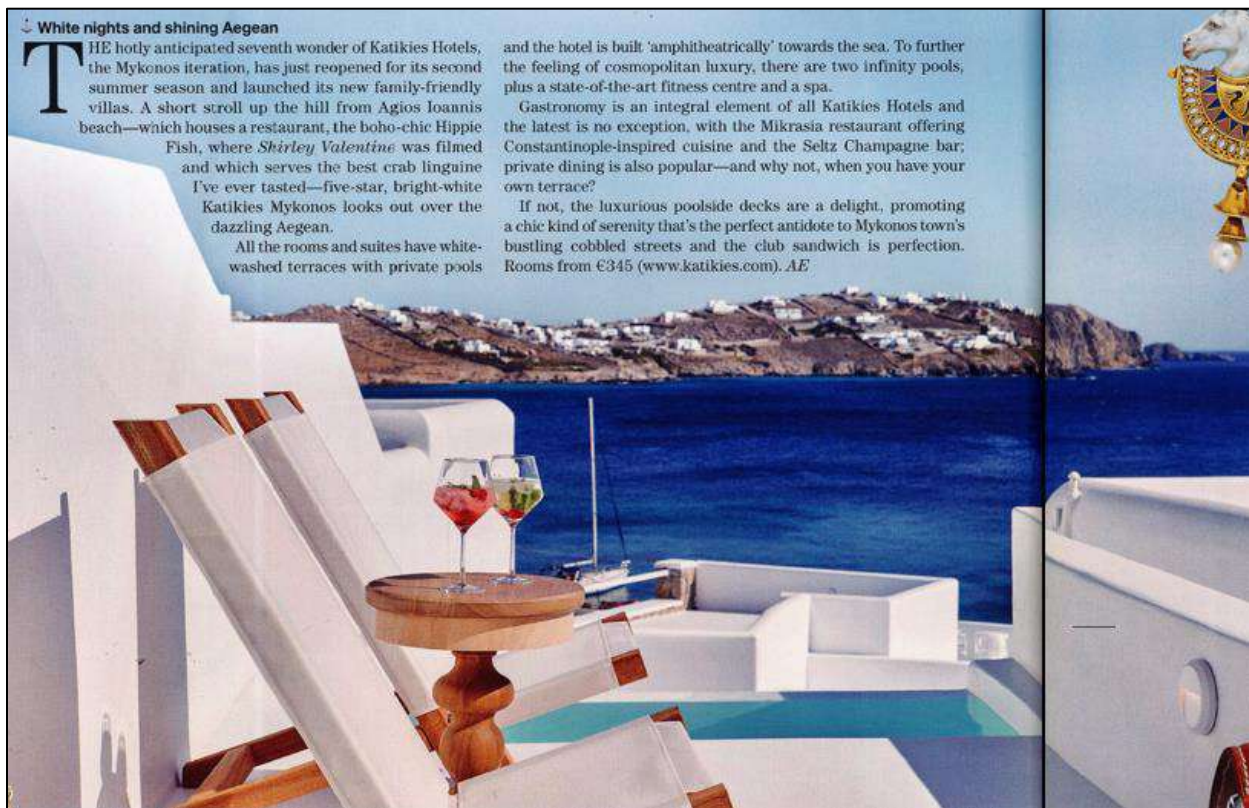 White nights and shining Aegean
THE hotly anticipated seventh wonder of Katikies Hotels,
the Mykonos iteration, has just reopened for its second
summer season and launched its new family-friendly
villas. A short stroll up the hill from Agios Ioannis
beach—which houses a restaurant, the boho-chic Hippie
Fish, where Shirley Valentine was filmed
and which serves the best crab linguine
I've ever tasted—five-star, bright-white
Katikies Mykonos looks out over the
dazzling Aegean.
All the rooms and suites have white-
washed terraces with private pools
and the hotel is built 'amphitheatrically' towards the sea. To further
the feeling of cosmopolitan luxury, there are two infinity pools,
plus a state-of-the-art fitness centre and a spa.
Gastronomy is an integral element of all Katikies Hotels and
the latest is no exception, with the Mikrasia restaurant offering
Constantinople-inspired cuisine and the Seltz Champagne bar;
private dining is also popular—and why not, when you have your
own terrace?
If not, the luxurious poolside decks are a delight, promoting
a chic kind of serenity that's the perfect antidote to Mykonos town's
bustling cobbled streets and the club sandwich is perfection.
Rooms from €345 (www.katikies.com). AE